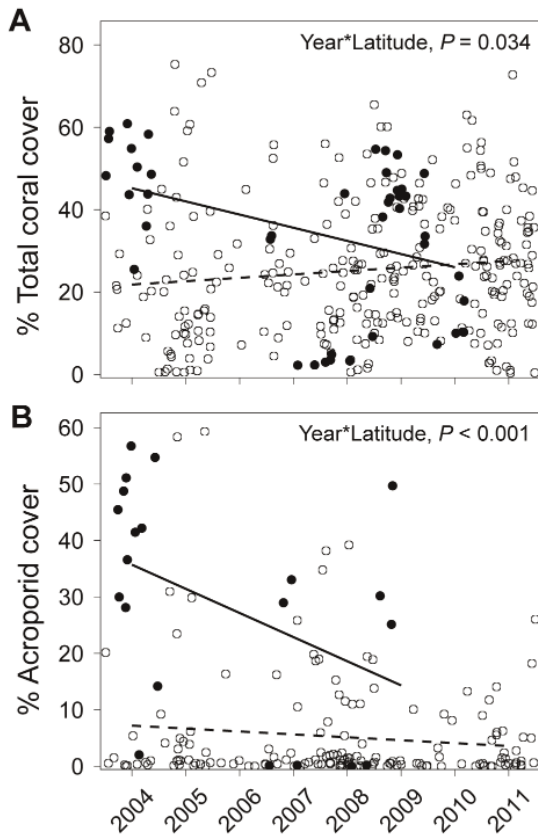 A
Year*Latitude, P = 0.034
% Total coral cover
80
60
40
20
0
B
Year*Latitude, P < 0.001
% Acroporid cover
60
50
40
30
20
10
0
2004 2005 2006 2007 2008 2009 2010 2011